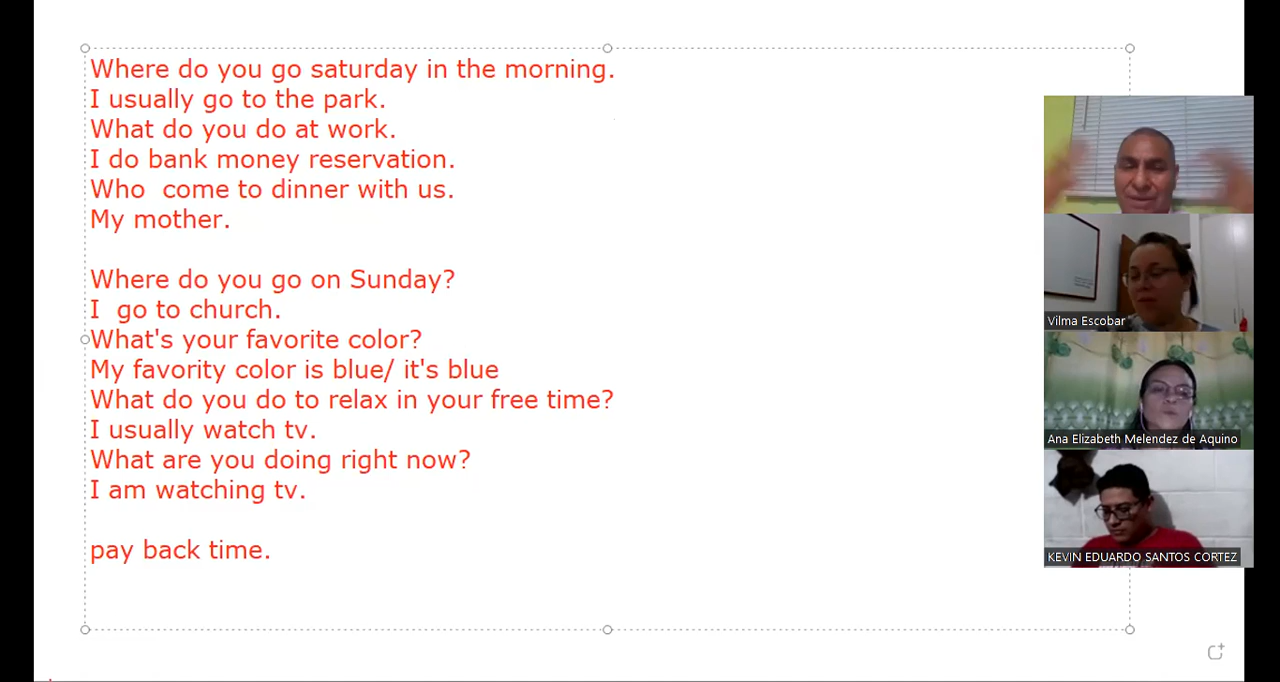 Where do you go saturday in the morning.
I usually go to the park.
What do you do at work.
I do bank money reservation.
Who  come to dinner with us.
My mother.
Where do you go on Sunday?
I  go to church.
What's your favorite color?
My favority color is blue/ it's blue
What do you do to relax in your free time?
I usually watch tv.
What are you doing right now?
I am watching tv.
pay back time.
Vilma Escobar
Ana Elizabeth Melendez de Aquino
KEVIN EDUARDO SANTOS CORTEZ